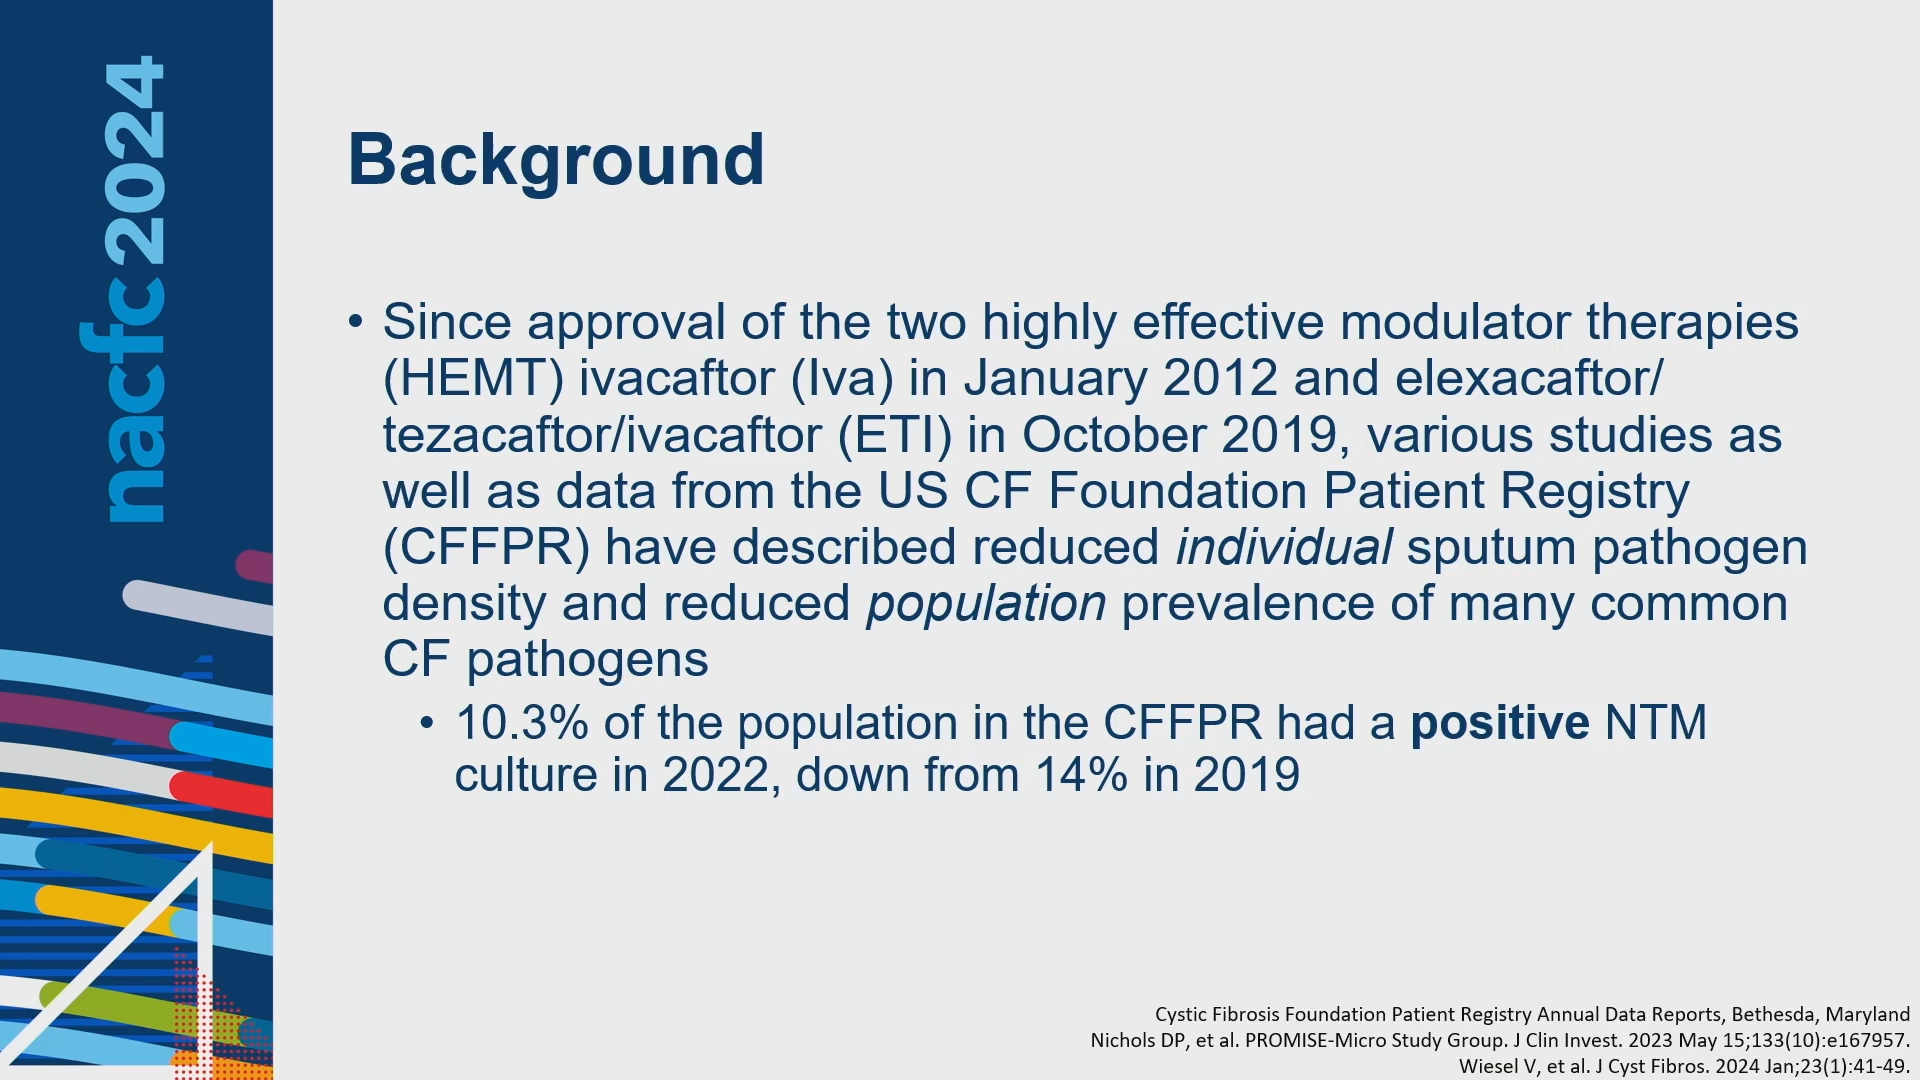 nacfc 2024
Background
• Since approval of the two highly effective modulator therapies
(HEMT) ivacaftor (Iva) in January 2012 and elexacaftor/
tezacaftor/ivacaftor (ETI) in October 2019, various studies as
well as data from the US CF Foundation Patient Registry
(CFFPR) have described reduced individual sputum pathogen
density and reduced population prevalence of many common
CF pathogens
• 10.3% of the population in the CFFPR had a positive NTM
culture in 2022, down from 14% in 2019
Cystic Fibrosis Foundation Patient Registry Annual Data Reports, Bethesda, Maryland
Nichols DP, et al. PROMISE-Micro Study Group. J Clin Invest. 2023 May 15;133(10):e167957.
Wiesel V, et al. J Cyst Fibros. 2024 Jan;23(1):41-49.